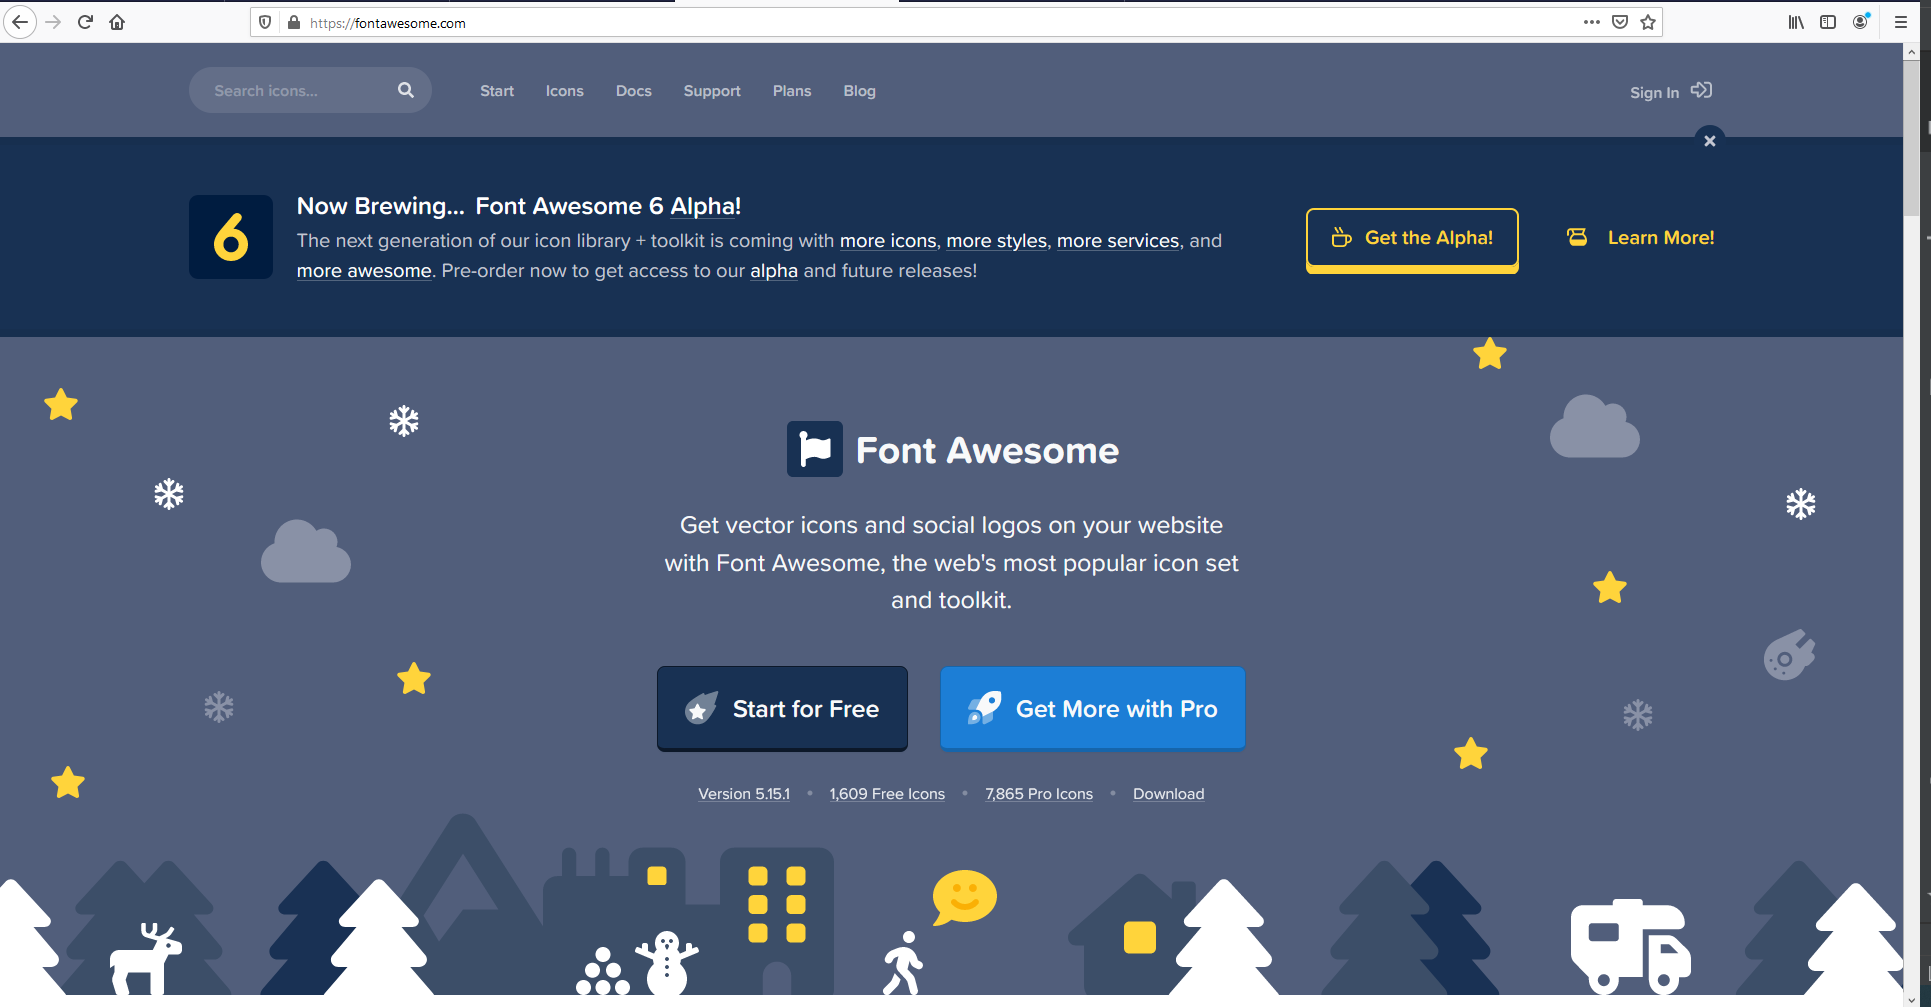 https://fontawesome.com
Search icons...
Start
Icons
Docs
Support
Plans
Blog
Sign In
6
Now Brewing... Font Awesome 6 Alpha!
The next generation of our icon library + toolkit is coming with more icons, more styles, more services, and
more awesome. Pre-order now to get access to our alpha and future releases!
Get the Alpha!
Learn More!
Font Awesome
Get vector icons and social logos on your website
with Font Awesome, the web's most popular icon set
and toolkit.
Start for Free
Get More with Pro
Version 5.15.1 • 1,609 Free Icons • 7,865 Pro Icons • Download